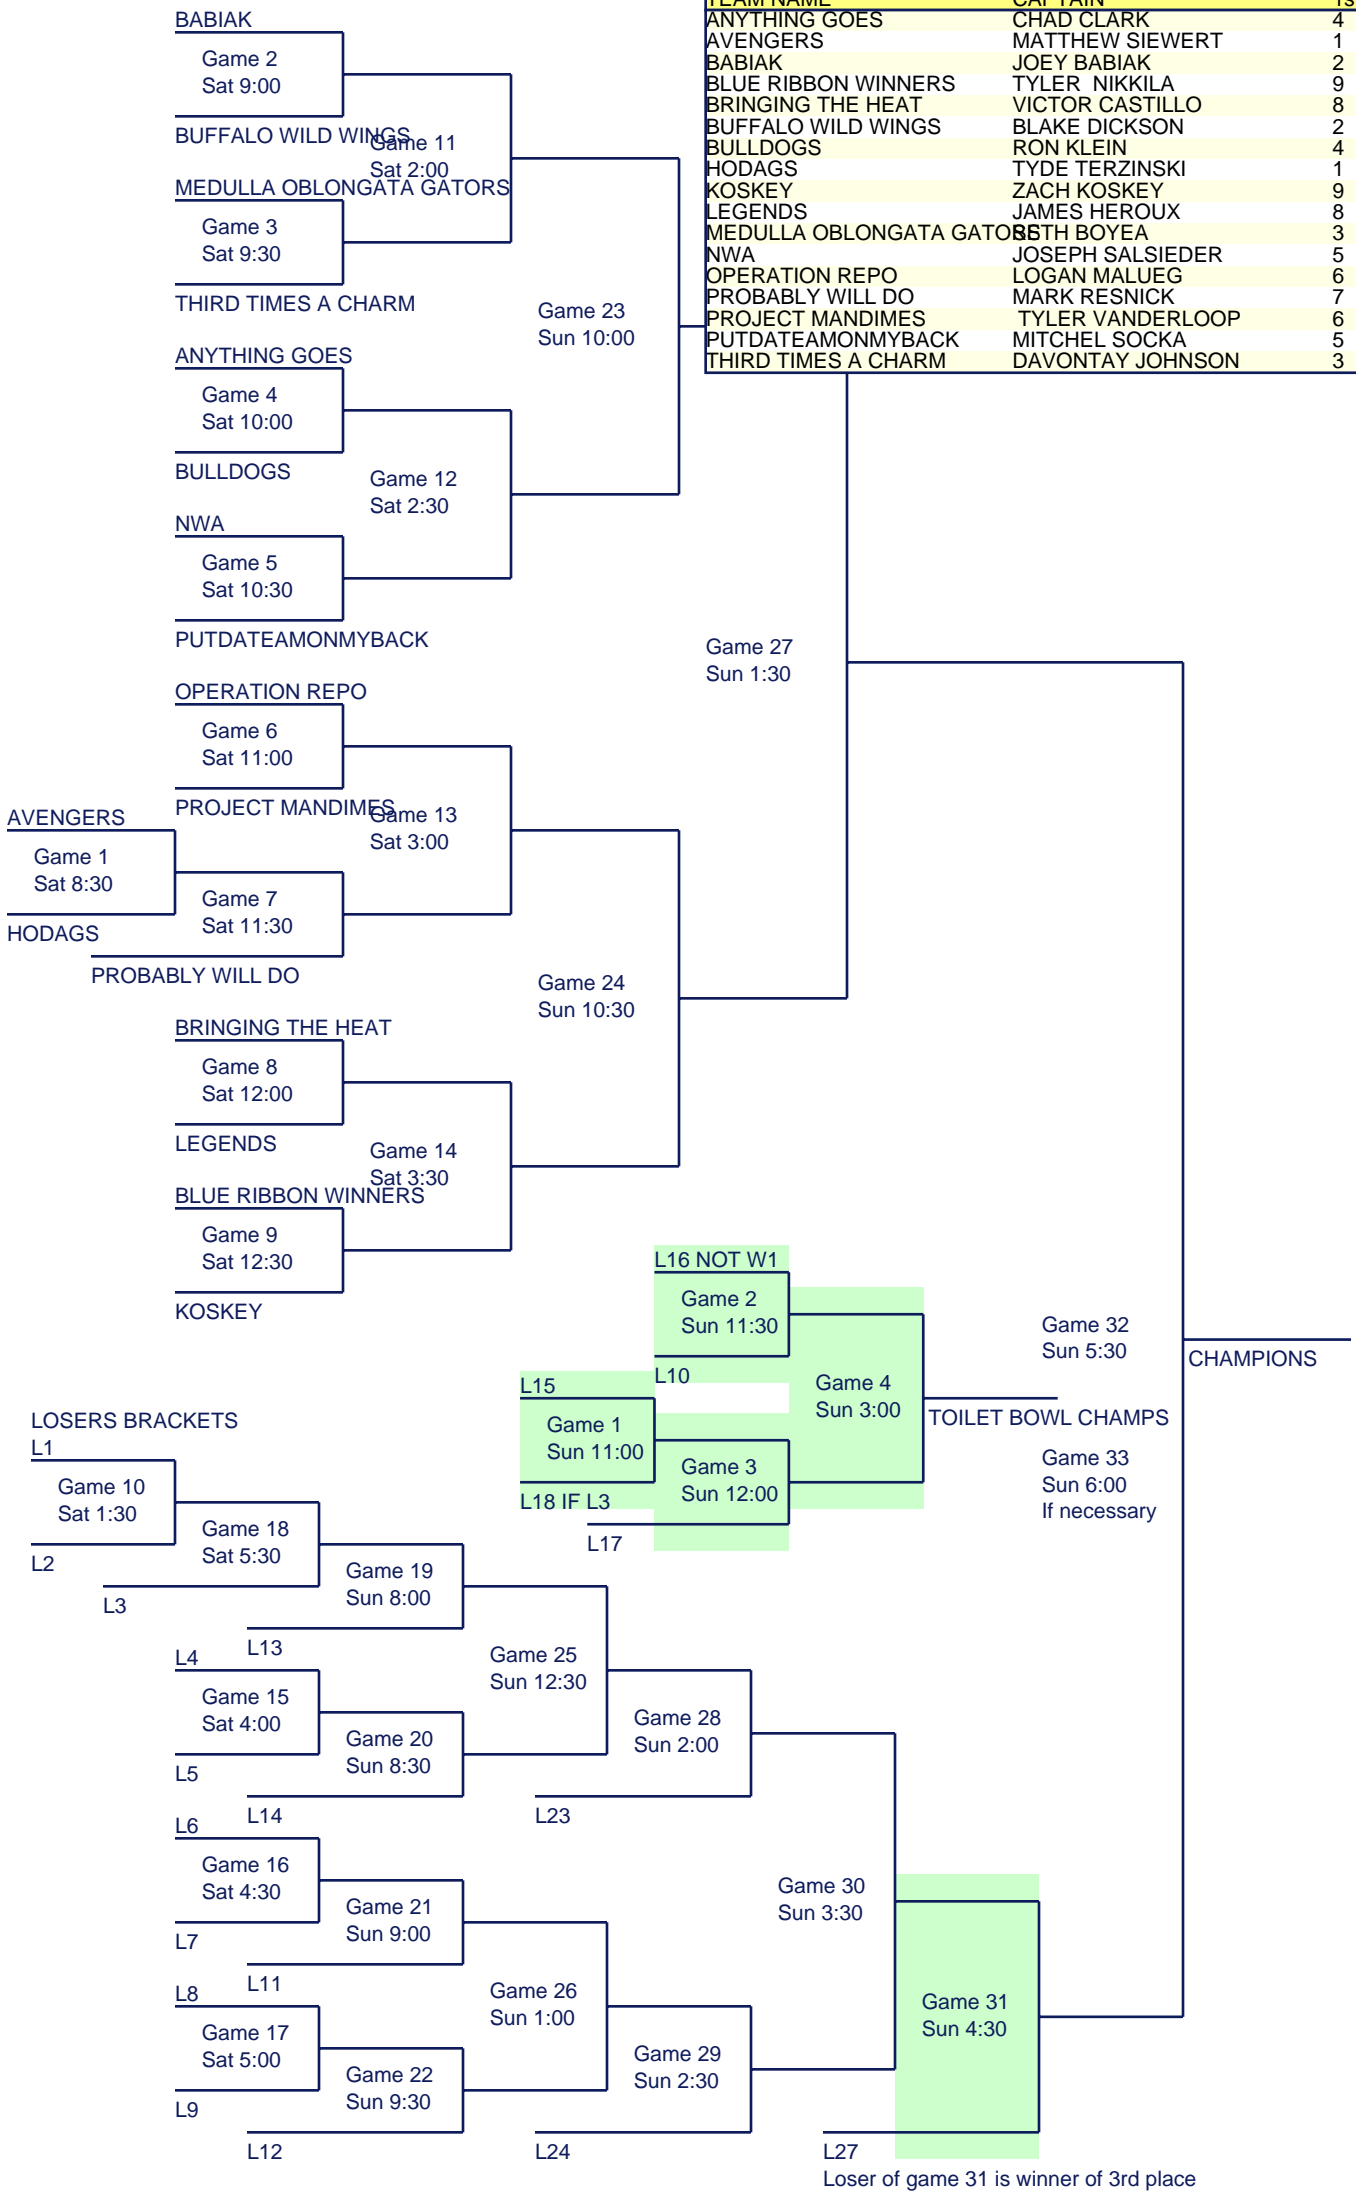 TEAM NAME CAPTAIN 1s
ANYTHING GOES CHAD CLARK 4
AVENGERS MATTHEW SIEWERT 1
BABIAK JOEY BABIAK 2
BLUE RIBBON WINNERS TYLER NIKKILA 9
BRINGING THE HEAT VICTOR CASTILLO 8
BUFFALO WILD WINGS BLAKE DICKSON 2
BULLDOGS RON KLEIN 4
HODAGS TYDE TERZINSKI 1
KOSKEY ZACH KOSKEY 9
LEGENDS JAMES HEROUX 8
MEDULLA OBLONGATA GATORS SETH BOYEA 3
NWA JOSEPH SALSIEDER 5
OPERATION REPO LOGAN MALUEG 6
PROBABLY WILL DO MARK RESNICK 7
PROJECT MANDIMES TYLER VANDERLOOP 6
PUTDATEAMONMYBACK MITCHEL SOCKA 5
THIRD TIMES A CHARM DAVONTAY JOHNSON 3
BABIAK
Game 2
Sat 9:00
BUFFALO WILD WINGS
Game 11
Sat 2:00
MEDULLA OBLONGATA GATORS
Game 3
Sat 9:30
THIRD TIMES A CHARM
Game 23
Sun 10:00
ANYTHING GOES
Game 4
Sat 10:00
BULLDOGS
Game 12
Sat 2:30
NWA
Game 5
Sat 10:30
PUTDATEAMONMYBACK
Game 27
Sun 1:30
OPERATION REPO
Game 6
Sat 11:00
PROJECT MANDIMES
Game 13
Sat 3:00
AVENGERS
Game 1
Sat 8:30
HODAGS
Game 7
Sat 11:30
PROBABLY WILL DO
Game 24
Sun 10:30
BRINGING THE HEAT
Game 8
Sat 12:00
LEGENDS
Game 14
Sat 3:30
BLUE RIBBON WINNERS
Game 9
Sat 12:30
KOSKEY
L16 NOT W1
Game 2
Sun 11:30
L10
L15
Game 1
Sun 11:00
L18 IF L3
Game 3
Sun 12:00
L17
Game 4
Sun 3:00
TOILET BOWL CHAMPS
Game 32
Sun 5:30
CHAMPIONS
Game 33
Sun 6:00
If necessary
LOSERS BRACKETS
L1
Game 10
Sat 1:30
L2
Game 18
Sat 5:30
L3
Game 19
Sun 8:00
L13
L4
Game 15
Sat 4:00
L5
Game 20
Sun 8:30
L14
Game 25
Sun 12:30
Game 28
Sun 2:00
L23
L6
Game 16
Sat 4:30
L7
Game 21
Sun 9:00
L11
L8
Game 17
Sat 5:00
L9
Game 22
Sun 9:30
L12
Game 26
Sun 1:00
Game 29
Sun 2:30
L24
Game 30
Sun 3:30
Game 31
Sun 4:30
L27
Loser of game 31 is winner of 3rd place